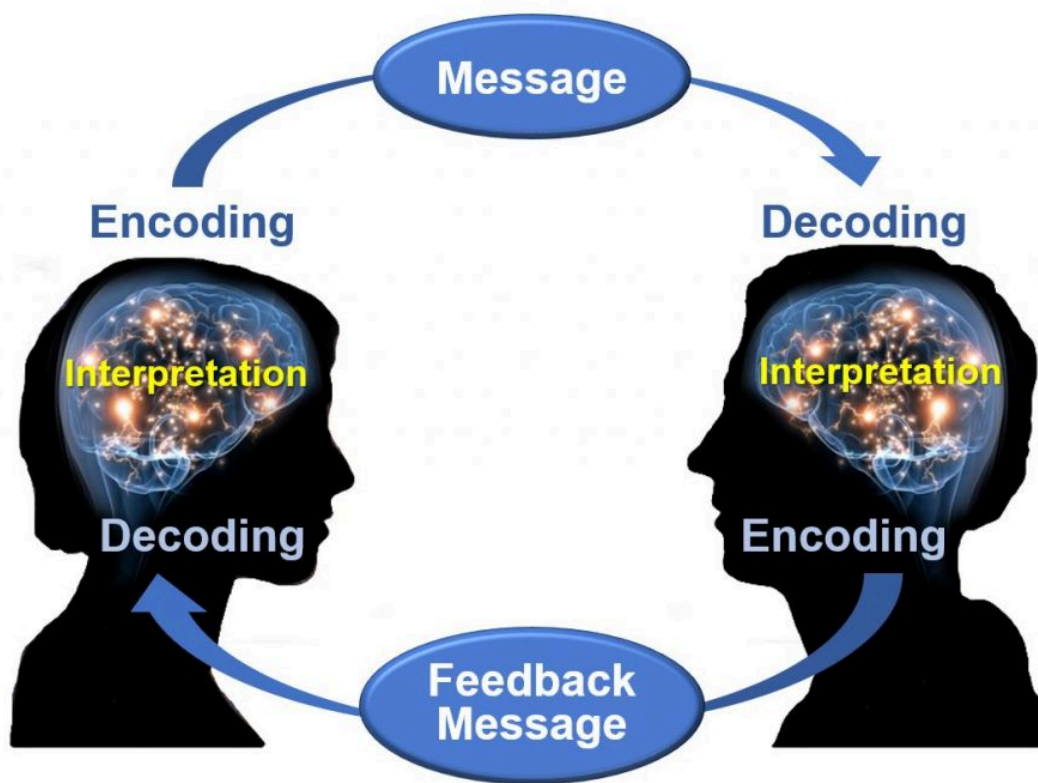 Message
Encoding
Decoding
Interpretation
Interpretation
Decoding
Encoding
Feedback
Message